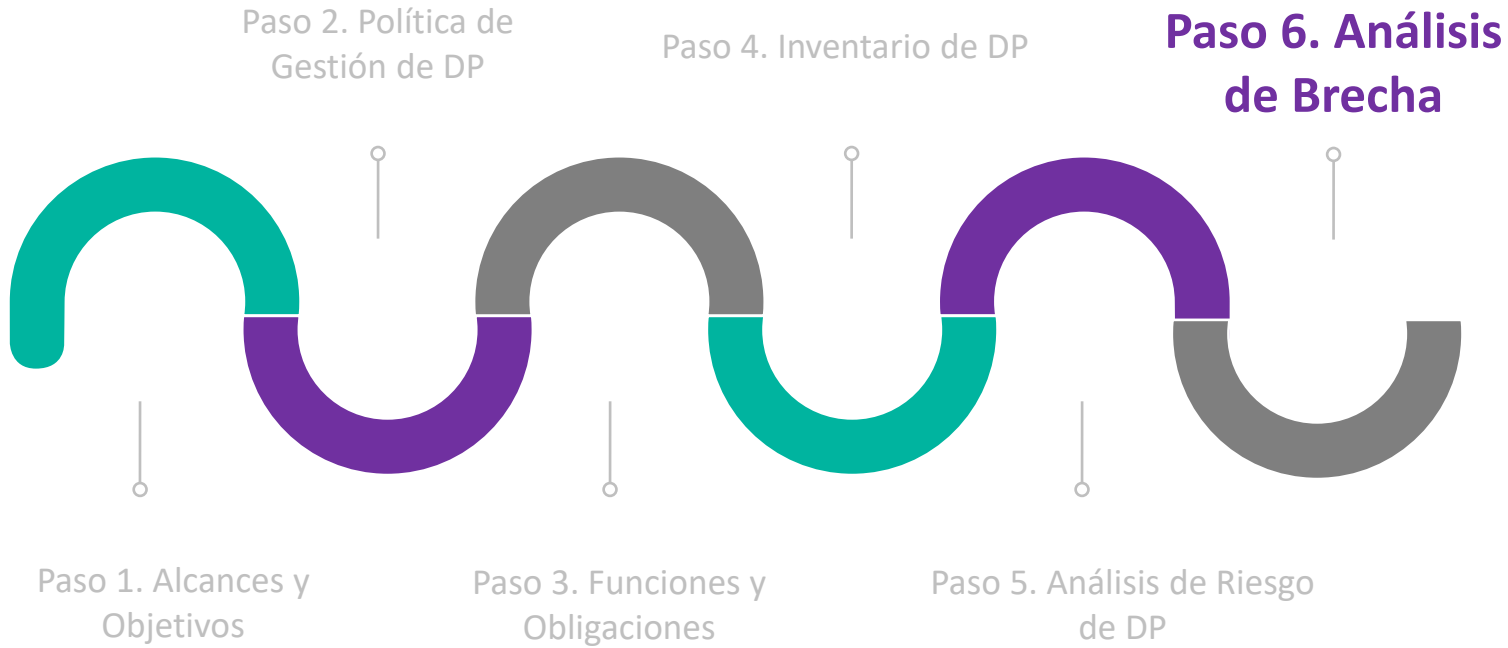 Paso 2. Política de
Gestión de DP
Paso 4. Inventario de DP
Paso 6. Análisis
de Brecha
Paso 1. Alcances y
Objetivos
Paso 3. Funciones y
Obligaciones
Paso 5. Análisis de Riesgo
de DP